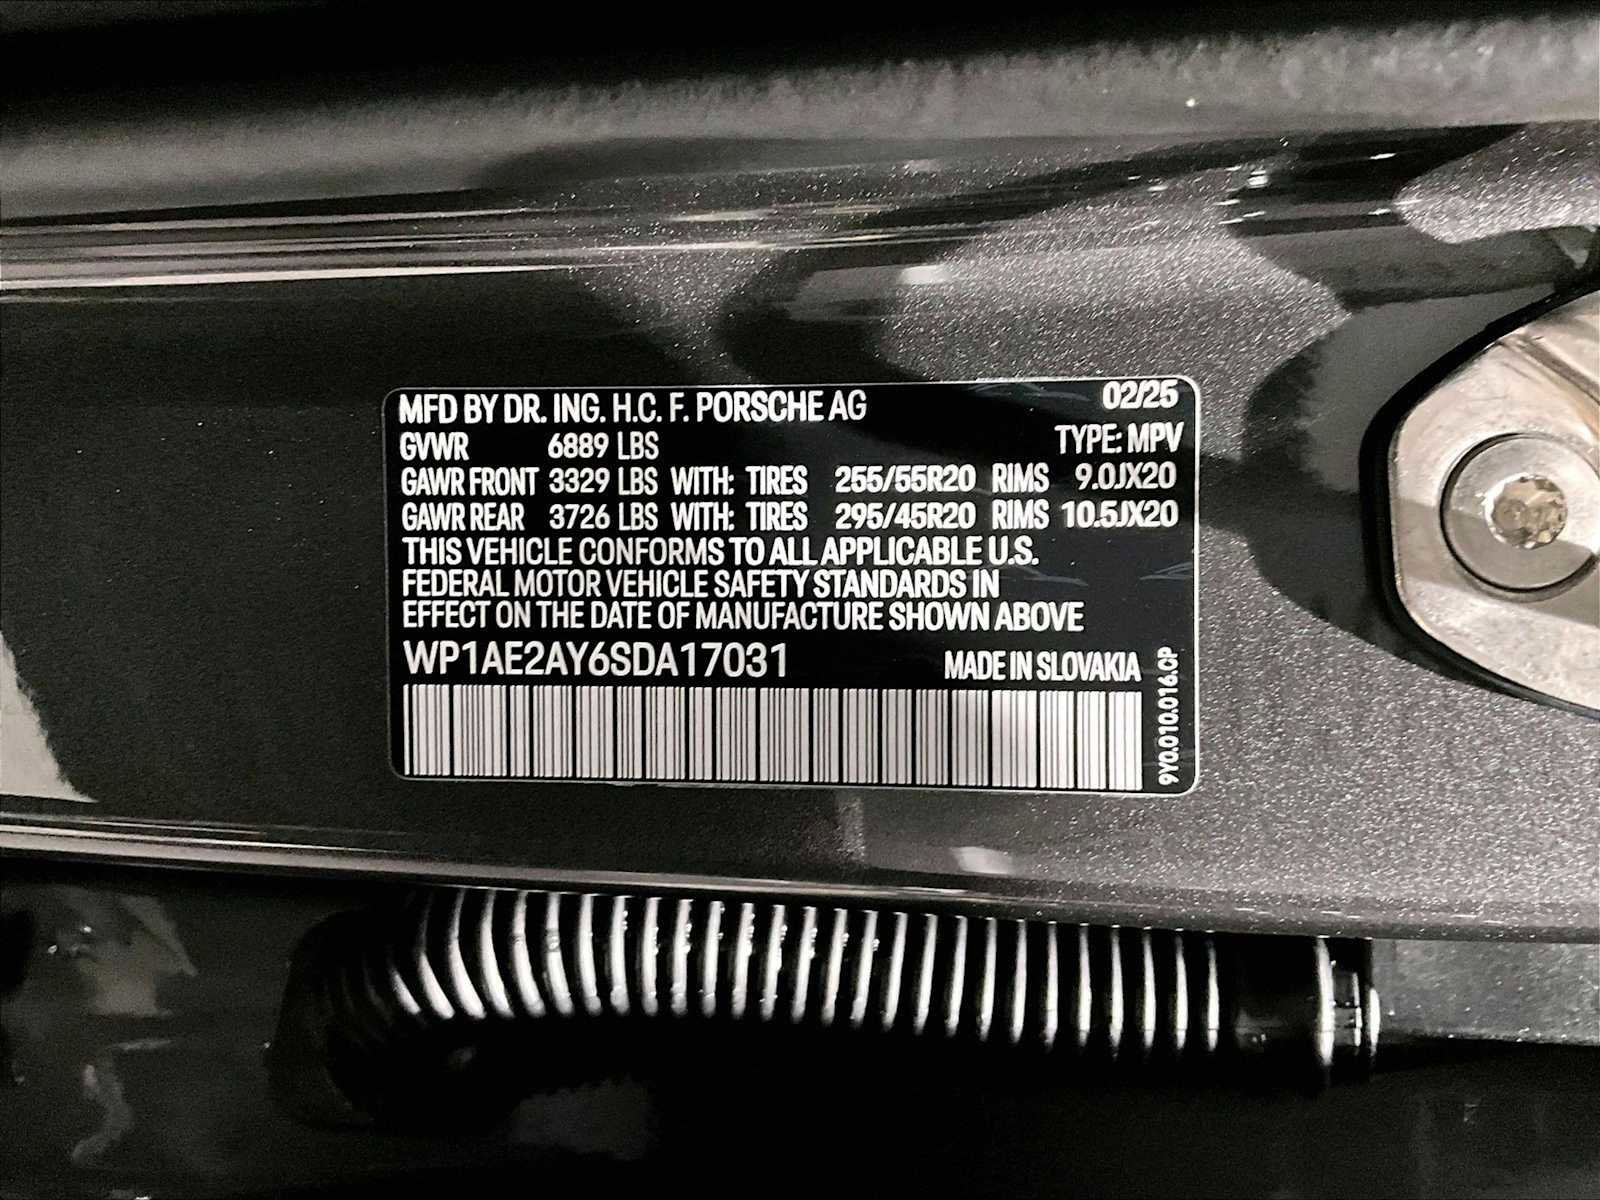 MFD BY DR. ING. H.C. F. PORSCHE AG 02/25
GVWR 6889 LBS TYPE: MPV
GAWR FRONT 3329 LBS WITH: TIRES 255/55R20 RIMS 9.0JX20
GAWR REAR 3726 LBS WITH: TIRES 295/45R20 RIMS 10.5JX20
THIS VEHICLE CONFORMS TO ALL APPLICABLE U.S.
FEDERAL MOTOR VEHICLE SAFETY STANDARDS IN
EFFECT ON THE DATE OF MANUFACTURE SHOWN ABOVE
WP1AE2AY6SDA17031 MADE IN SLOVAKIA
9Y0.010.016.CP